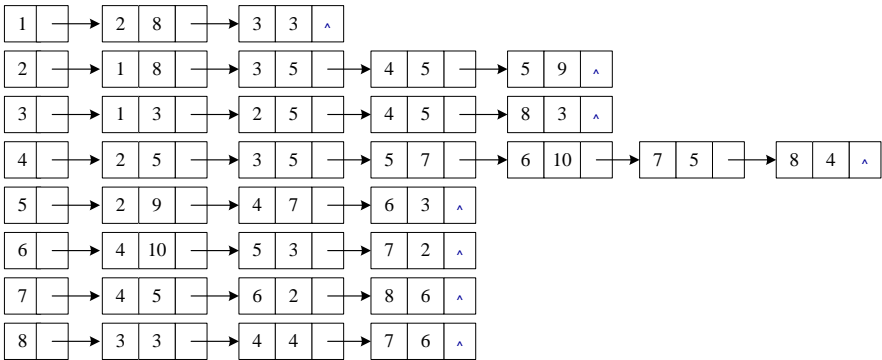 1 2 8 3 3 ^
2 1 8 3 5 4 5 5 9 ^
3 1 3 2 5 4 5 8 3 ^
4 2 5 3 5 5 7 6 10 7 5 8 4 ^
5 2 9 4 7 6 3 ^
6 4 10 5 3 7 2 ^
7 4 5 6 2 8 6 ^
8 3 3 4 4 7 6 ^